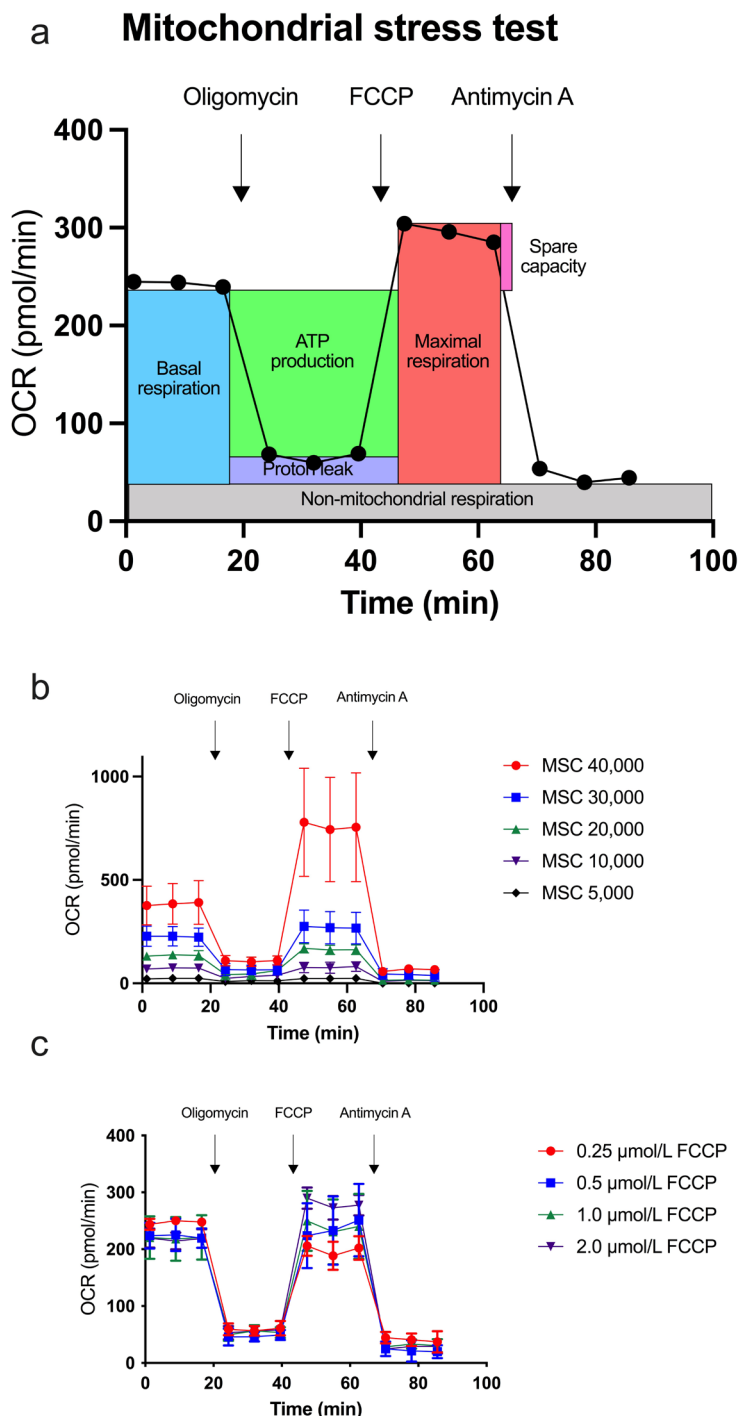 a
Mitochondrial stress test
Oligomycin
FCCP
Antimycin A
400
300
200
100
0
OCR (pmol/min)
Basal
respiration
ATP
production
Proton leak
Maximal
respiration
Spare
capacity
Non-mitochondrial respiration
0
20
40
60
80
100
Time (min)
b
Oligomycin
FCCP
Antimycin A
1000
500
0
OCR (pmol/min)
0
20
40
60
80
100
Time (min)
MSC 40,000
MSC 30,000
MSC 20,000
MSC 10,000
MSC 5,000
c
Oligomycin
FCCP
Antimycin A
400
300
200
100
0
OCR (pmol/min)
0
20
40
60
80
100
Time (min)
0.25 µmol/L FCCP
0.5 µmol/L FCCP
1.0 µmol/L FCCP
2.0 µmol/L FCCP